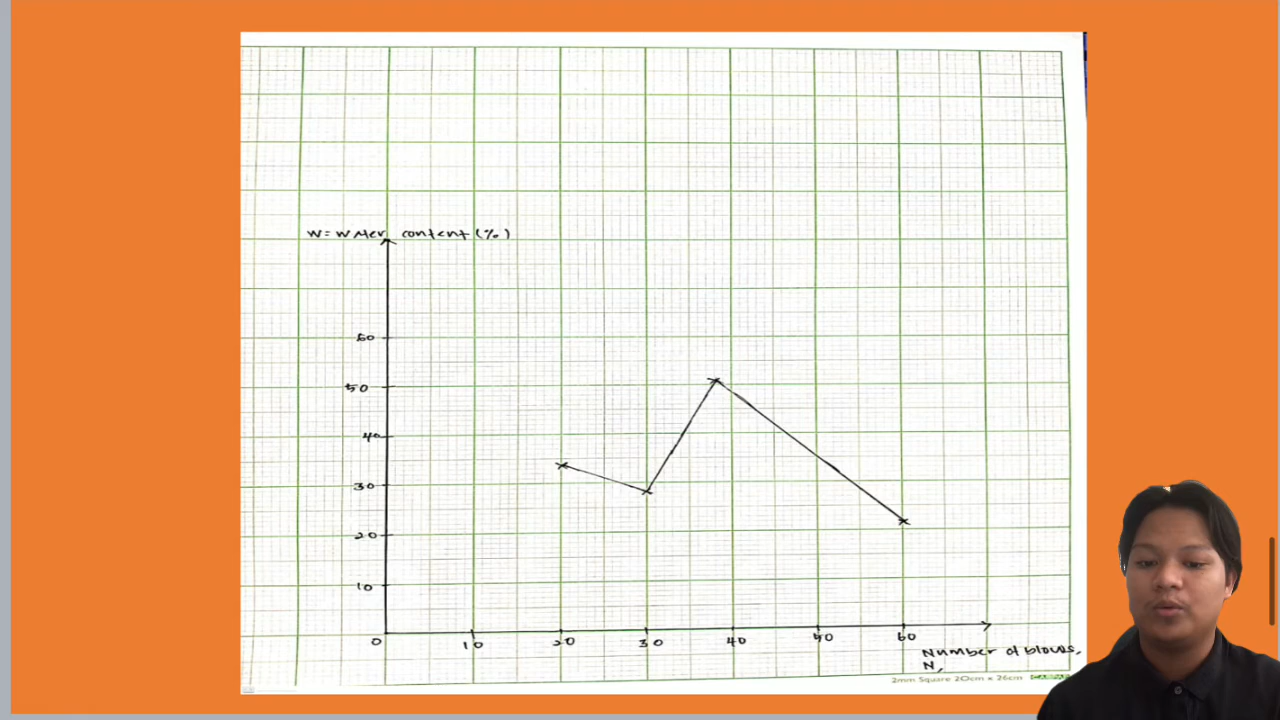 W = water content (%)
60
50
40
30
20
10
0 10 20 30 40 50 60
Number of blows,
N,
2mm Square 20cm x 26cm